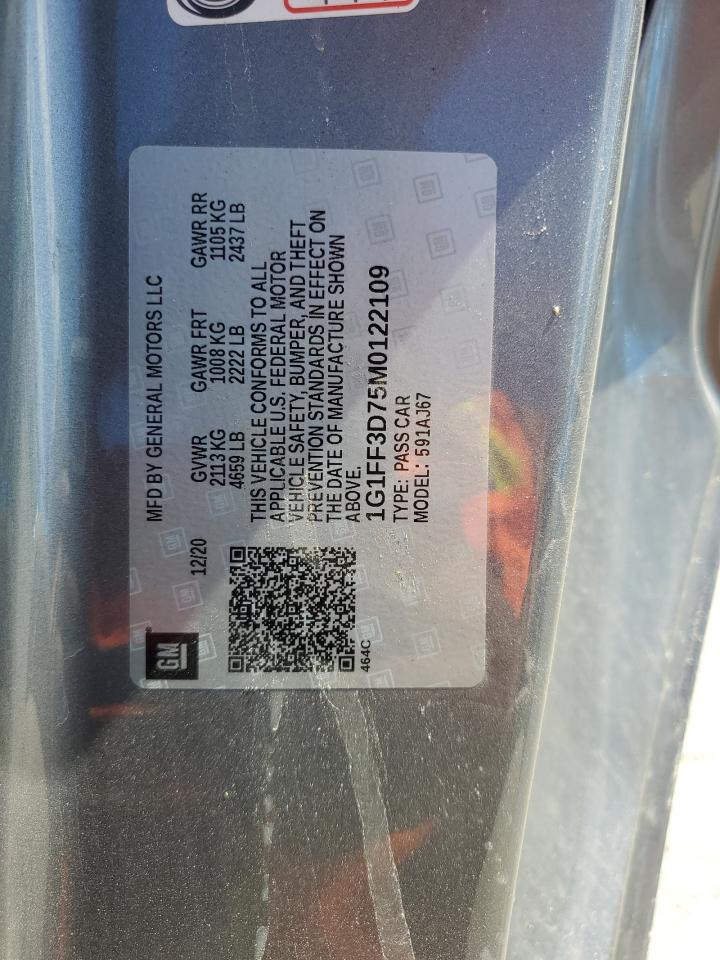 MFD BY GENERAL MOTORS LLC
12/20
GVWR GAWR FRT GAWR RR
2113 KG 1008 KG 1105 KG
4659 LB 2222 LB 2437 LB
THIS VEHICLE CONFORMS TO ALL
APPLICABLE U.S. FEDERAL MOTOR
VEHICLE SAFETY, BUMPER, AND THEFT
PREVENTION STANDARDS IN EFFECT ON
THE DATE OF MANUFACTURE SHOWN
ABOVE.
1G1FF3D75M0122109
TYPE: PASS CAR
MODEL: 591AJ67
GM
464C